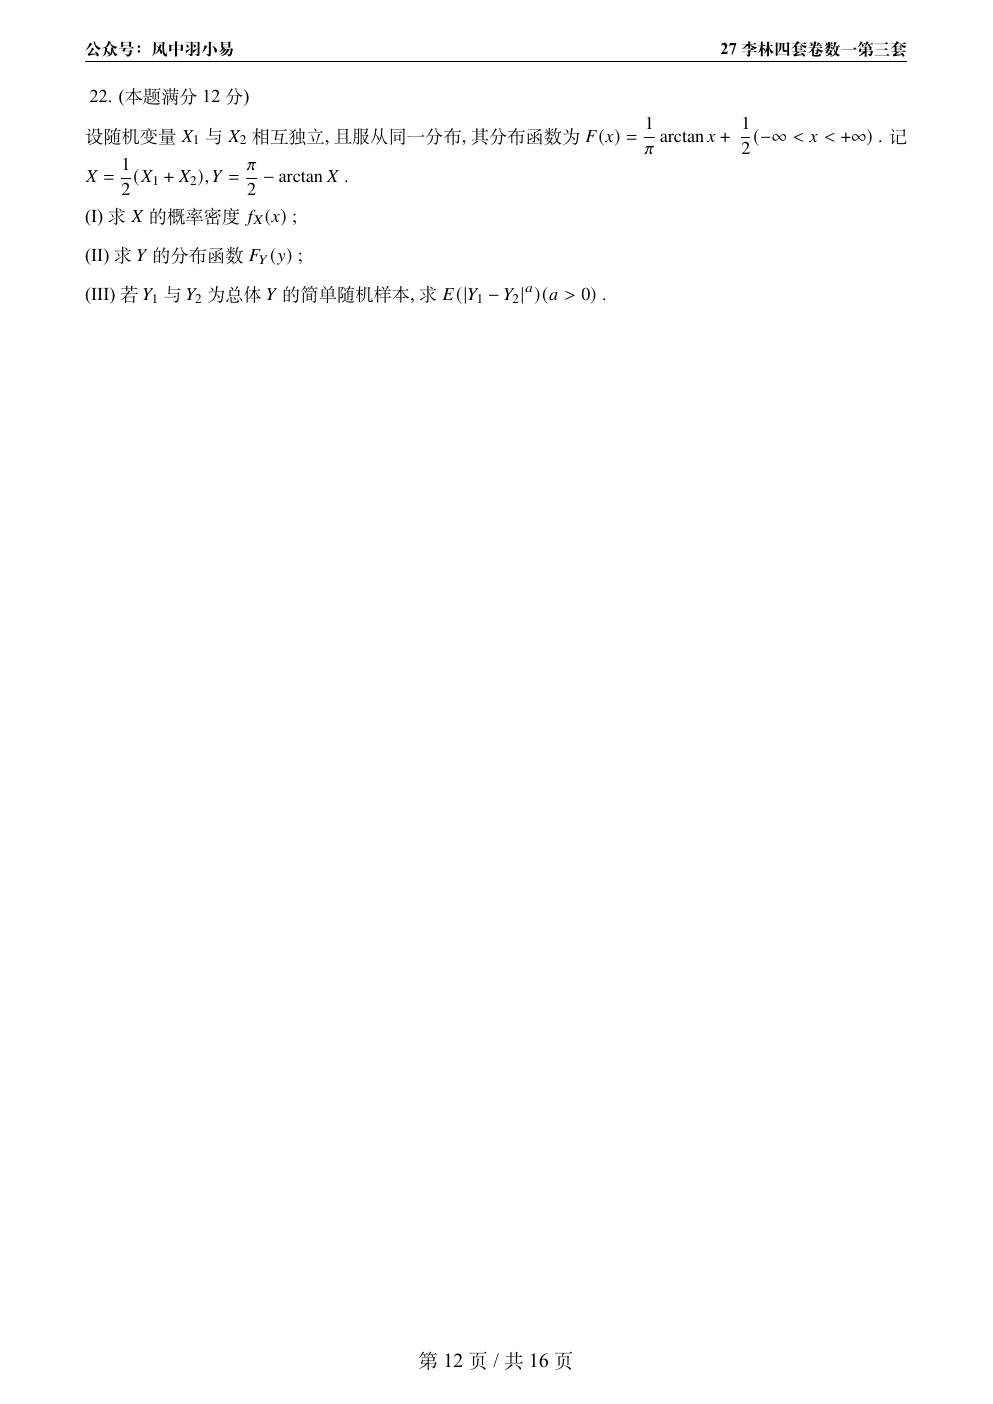 公众号：风中羽小易
27 李林四套卷数一第三套
22. (本题满分 12 分)
设随机变量 X₁ 与 X₂ 相互独立, 且服从同一分布, 其分布函数为 F(x) = 1/π arctan x + 1/2 (−∞ < x < +∞) . 记
X = 1/2 (X₁ + X₂), Y = π/2 − arctan X .
(I) 求 X 的概率密度 f_X(x) ;
(II) 求 Y 的分布函数 F_Y(y) ;
(III) 若 Y₁ 与 Y₂ 为总体 Y 的简单随机样本, 求 E(|Y₁ − Y₂|^a)(a > 0) .
第 12 页 / 共 16 页